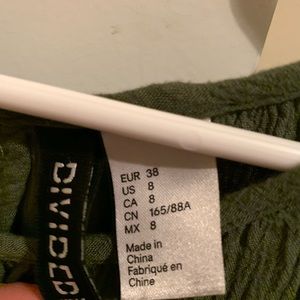 DIVIDED
EUR 38
US 8
CA 8
CN 165/88A
MX 8
Made in
China
Fabriqué en
Chine